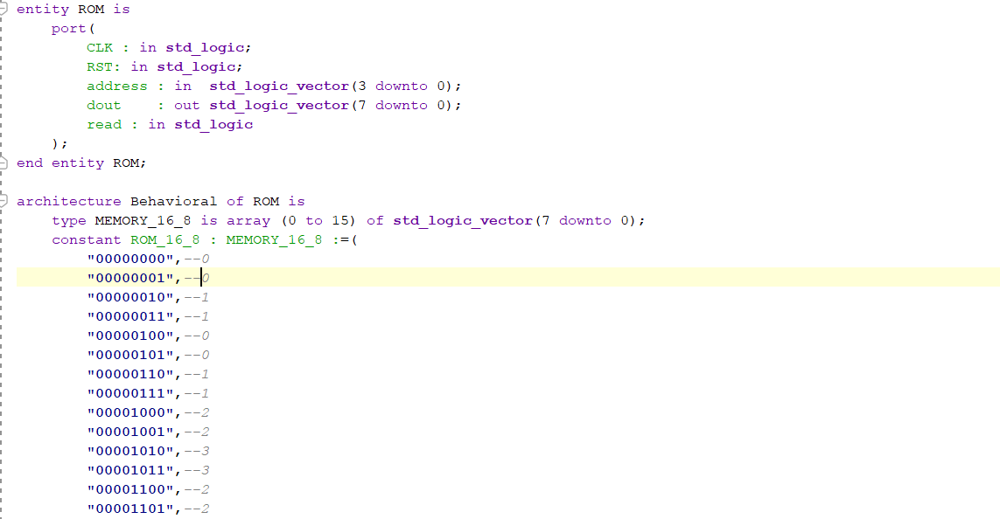 entity ROM is
    port(
        CLK : in std_logic;
        RST: in std_logic;
        address : in  std_logic_vector(3 downto 0);
        dout    : out std_logic_vector(7 downto 0);
        read : in std_logic
    );
end entity ROM;

architecture Behavioral of ROM is
    type MEMORY_16_8 is array (0 to 15) of std_logic_vector(7 downto 0);
    constant ROM_16_8 : MEMORY_16_8 :=(
        "00000000",--0
        "00000001",--0
        "00000010",--1
        "00000011",--1
        "00000100",--0
        "00000101",--0
        "00000110",--1
        "00000111",--1
        "00001000",--2
        "00001001",--2
        "00001010",--3
        "00001011",--3
        "00001100",--2
        "00001101",--2